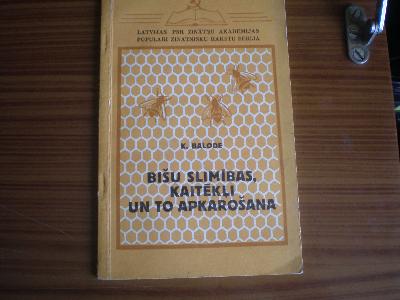 LATVIJAS PSR ZINĀTŅU AKADĒMIJAS
POPULĀRI ZINĀTNISKU RAKSTU SĒRIJA
K. BALODE
BIŠU SLIMĪBAS,
KAITĒKĻI
UN TO APKAROŠANA